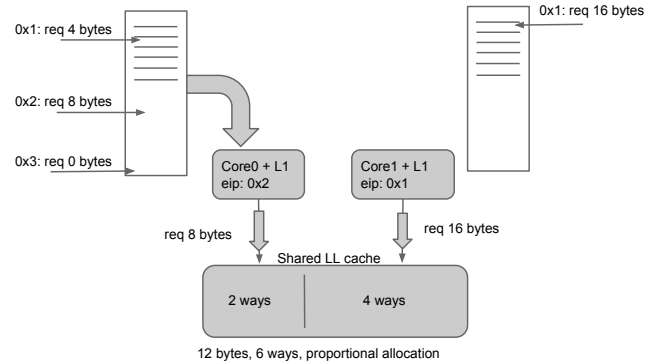 0x1: req 4 bytes
0x2: req 8 bytes
0x3: req 0 bytes
0x1: req 16 bytes
Core0 + L1
eip: 0x2
Core1 + L1
eip: 0x1
req 8 bytes
req 16 bytes
Shared LL cache
2 ways
4 ways
12 bytes, 6 ways, proportional allocation